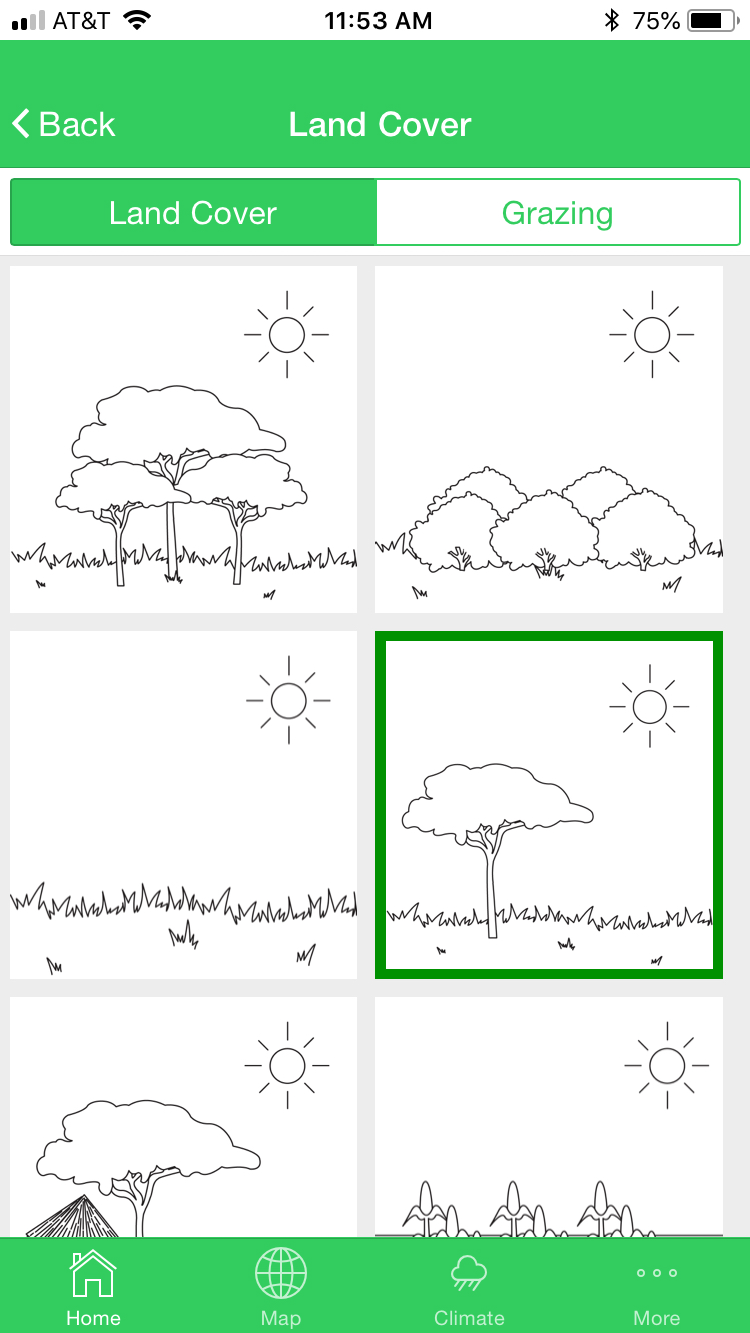 AT&T 11:53 AM 75%
Back Land Cover
Land Cover Grazing
Home Map Climate More